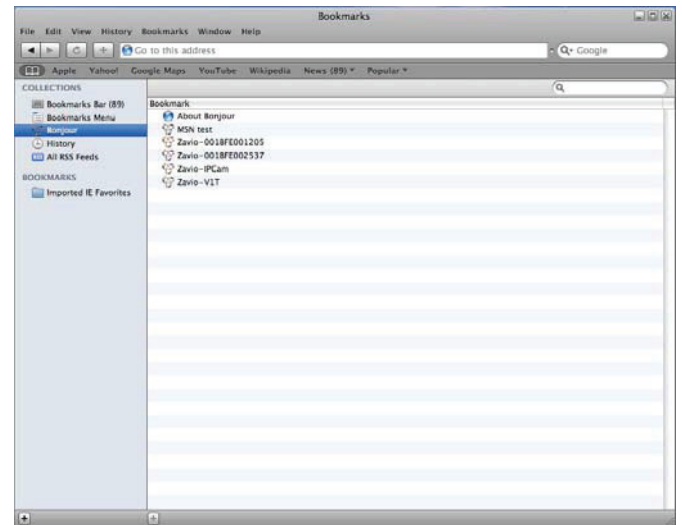 Bookmarks
File Edit View History Bookmarks Window Help
Go to this address
Google
Apple Yahoo! Google Maps YouTube Wikipedia News (89) Popular
COLLECTIONS
Bookmarks Bar (89)
Bookmarks Menu
Bonjour
History
All RSS Feeds
BOOKMARKS
Imported IE Favorites
Bookmark
About Bonjour
MSN test
Zavio-0018FE001205
Zavio-0018FE002537
Zavio-IPCam
Zavio-V1T